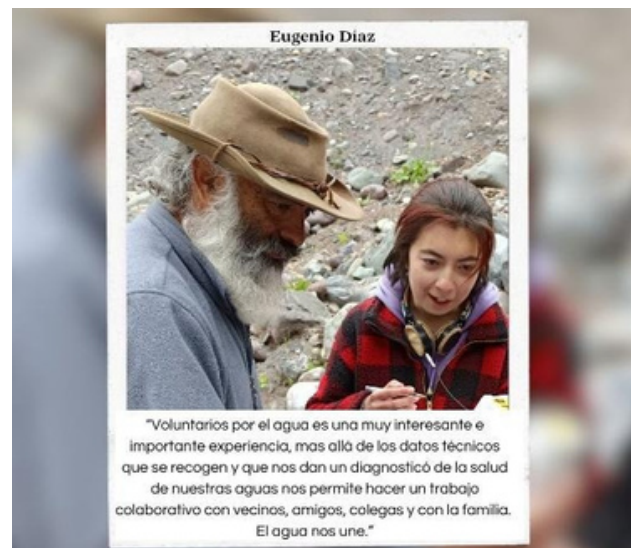 Eugenio Díaz
"Voluntarios por el agua es una muy interesante e
importante experiencia, mas allá de los datos técnicos
que se recogen y que nos dan un diagnosticó de la salud
de nuestras aguas nos permite hacer un trabajo
colaborativo con vecinos, amigos, colegas y con la familia.
El agua nos une."